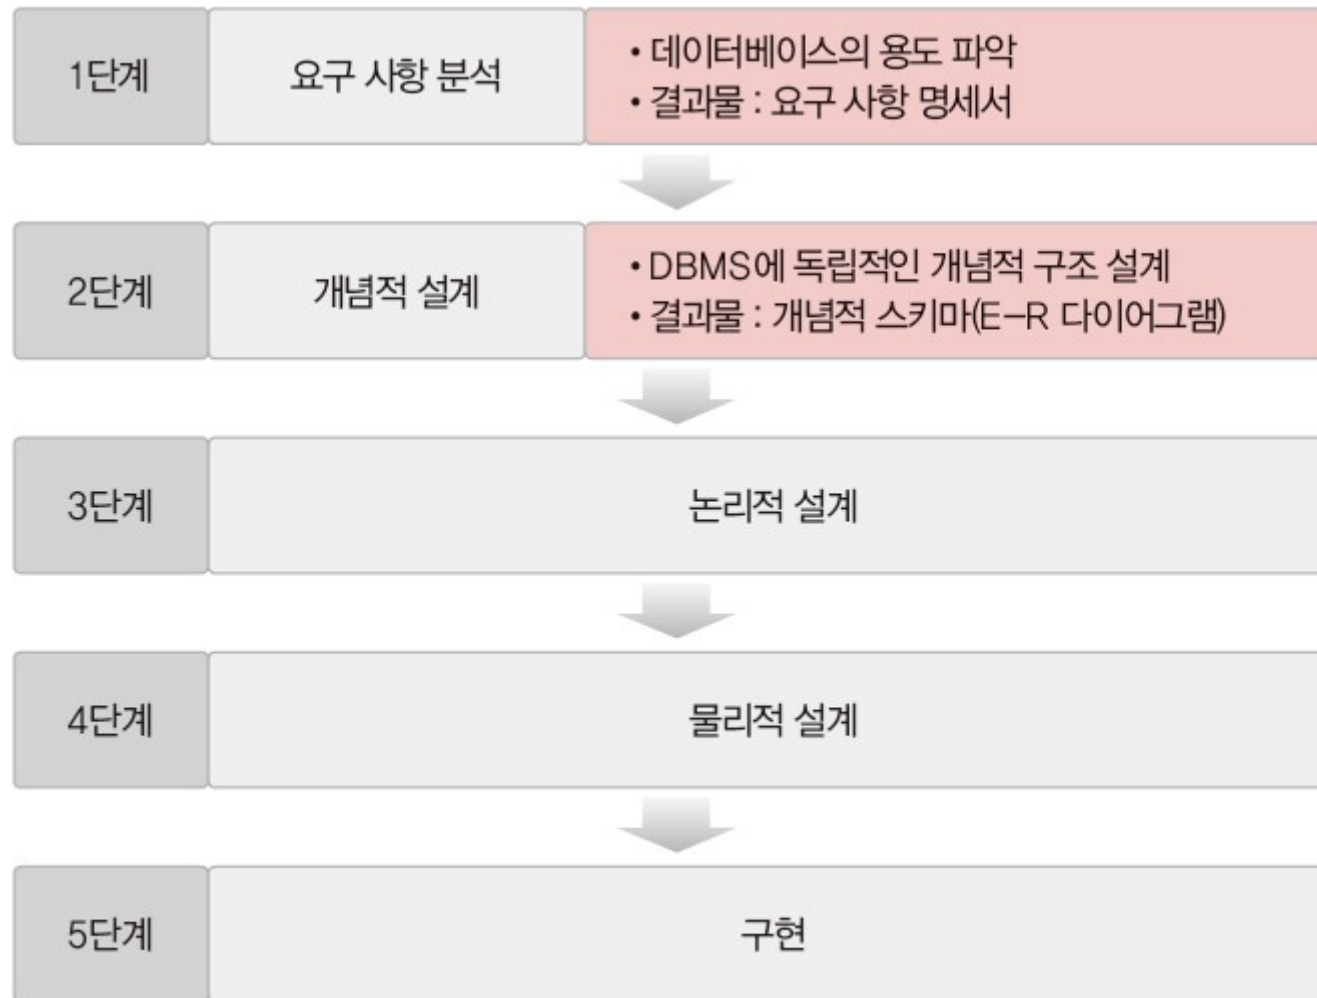 1단계
요구 사항 분석
• 데이터베이스의 용도 파악
• 결과물 : 요구 사항 명세서
2단계
개념적 설계
• DBMS에 독립적인 개념적 구조 설계
• 결과물 : 개념적 스키마(E-R 다이어그램)
3단계
논리적 설계
4단계
물리적 설계
5단계
구현